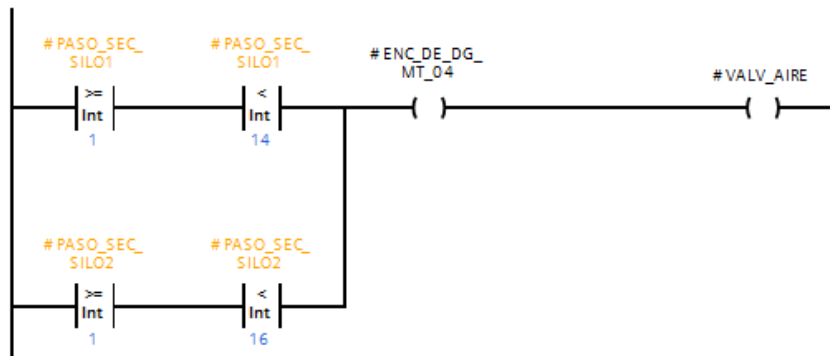 #PASO_SEC_
SILO1
#PASO_SEC_
SILO1
#ENC_DE_DG_
MT_04
#VALV_AIRE
>=
Int
1
<
Int
14
#PASO_SEC_
SILO2
#PASO_SEC_
SILO2
>=
Int
1
<
Int
16